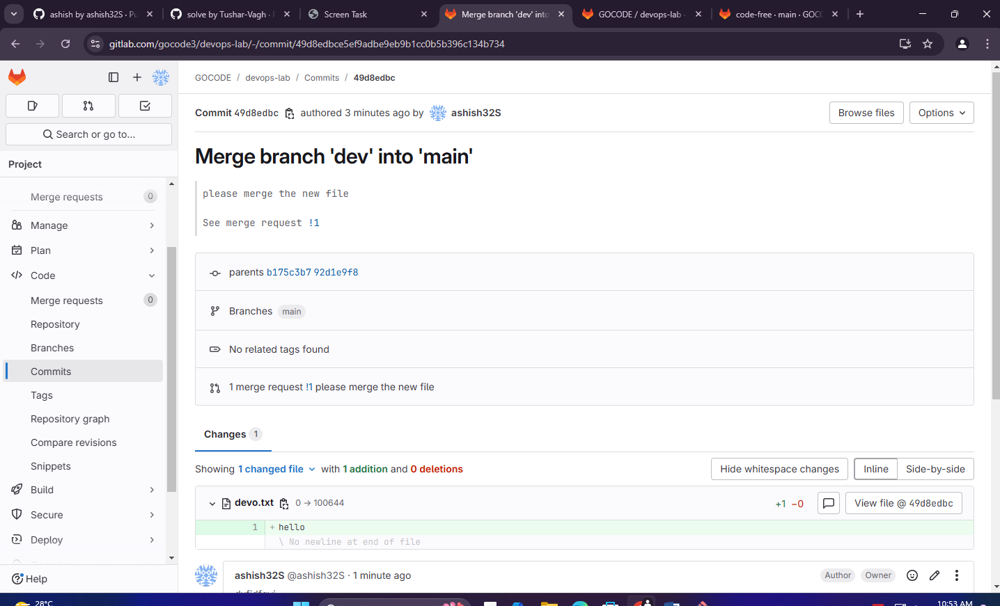 ashish by ashish32S · Pu
solve by Tushar-Vagh ·
Screen Task
Merge branch 'dev' into
GOCODE / devops-lab ·
code-free · main · GOCO
gitlab.com/gocode3/devops-lab/-/commit/49d8edbce5ef9adbe9eb9b1cc0b5b396c134b734
GOCODE / devops-lab / Commits / 49d8edbc
Search or go to...
Project
Merge requests 0
Manage
Plan
Code
Merge requests 0
Repository
Branches
Commits
Tags
Repository graph
Compare revisions
Snippets
Build
Secure
Deploy
Help
Commit 49d8edbc authored 3 minutes ago by ashish32S
Browse files
Options
Merge branch 'dev' into 'main'
please merge the new file
See merge request !1
parents b175c3b7 92d1e9f8
Branches main
No related tags found
1 merge request !1 please merge the new file
Changes 1
Showing 1 changed file with 1 addition and 0 deletions
Hide whitespace changes
Inline
Side-by-side
devo.txt 0 → 100644
+1 −0
View file @ 49d8edbc
1 + hello
\ No newline at end of file
ashish32S @ashish32S · 1 minute ago
Author
Owner
28°C
10:53 AM